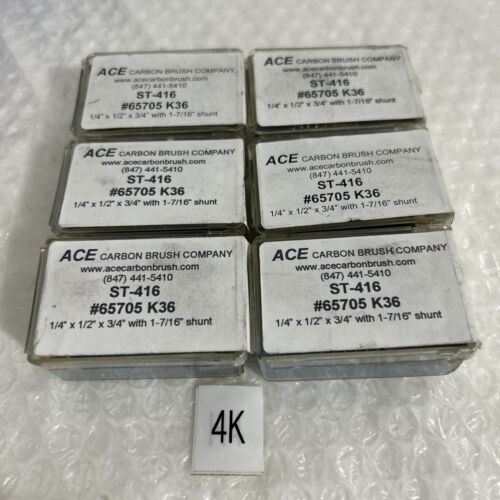 ACE CARBON BRUSH COMPANY
www.acecarbonbrush.com
(847) 441-5410
ST-416
#65705 K36
1/4" x 1/2" x 3/4" with 1-7/16" shunt
ACE CARBON BRUSH COMPANY
www.acecarbonbrush.com
(847) 441-5410
ST-416
#65705 K36
1/4" x 1/2" x 3/4" with 1-7/16" shunt
ACE CARBON BRUSH COMPANY
www.acecarbonbrush.com
(847) 441-5410
ST-416
#65705 K36
1/4" x 1/2" x 3/4" with 1-7/16" shunt
ACE CARBON BRUSH COMPANY
www.acecarbonbrush.com
(847) 441-5410
ST-416
#65705 K36
1/4" x 1/2" x 3/4" with 1-7/16" shunt
ACE CARBON BRUSH COMPANY
www.acecarbonbrush.com
(847) 441-5410
ST-416
#65705 K36
1/4" x 1/2" x 3/4" with 1-7/16" shunt
ACE CARBON BRUSH COMPANY
www.acecarbonbrush.com
(847) 441-5410
ST-416
#65705 K36
1/4" x 1/2" x 3/4" with 1-7/16" shunt
4K